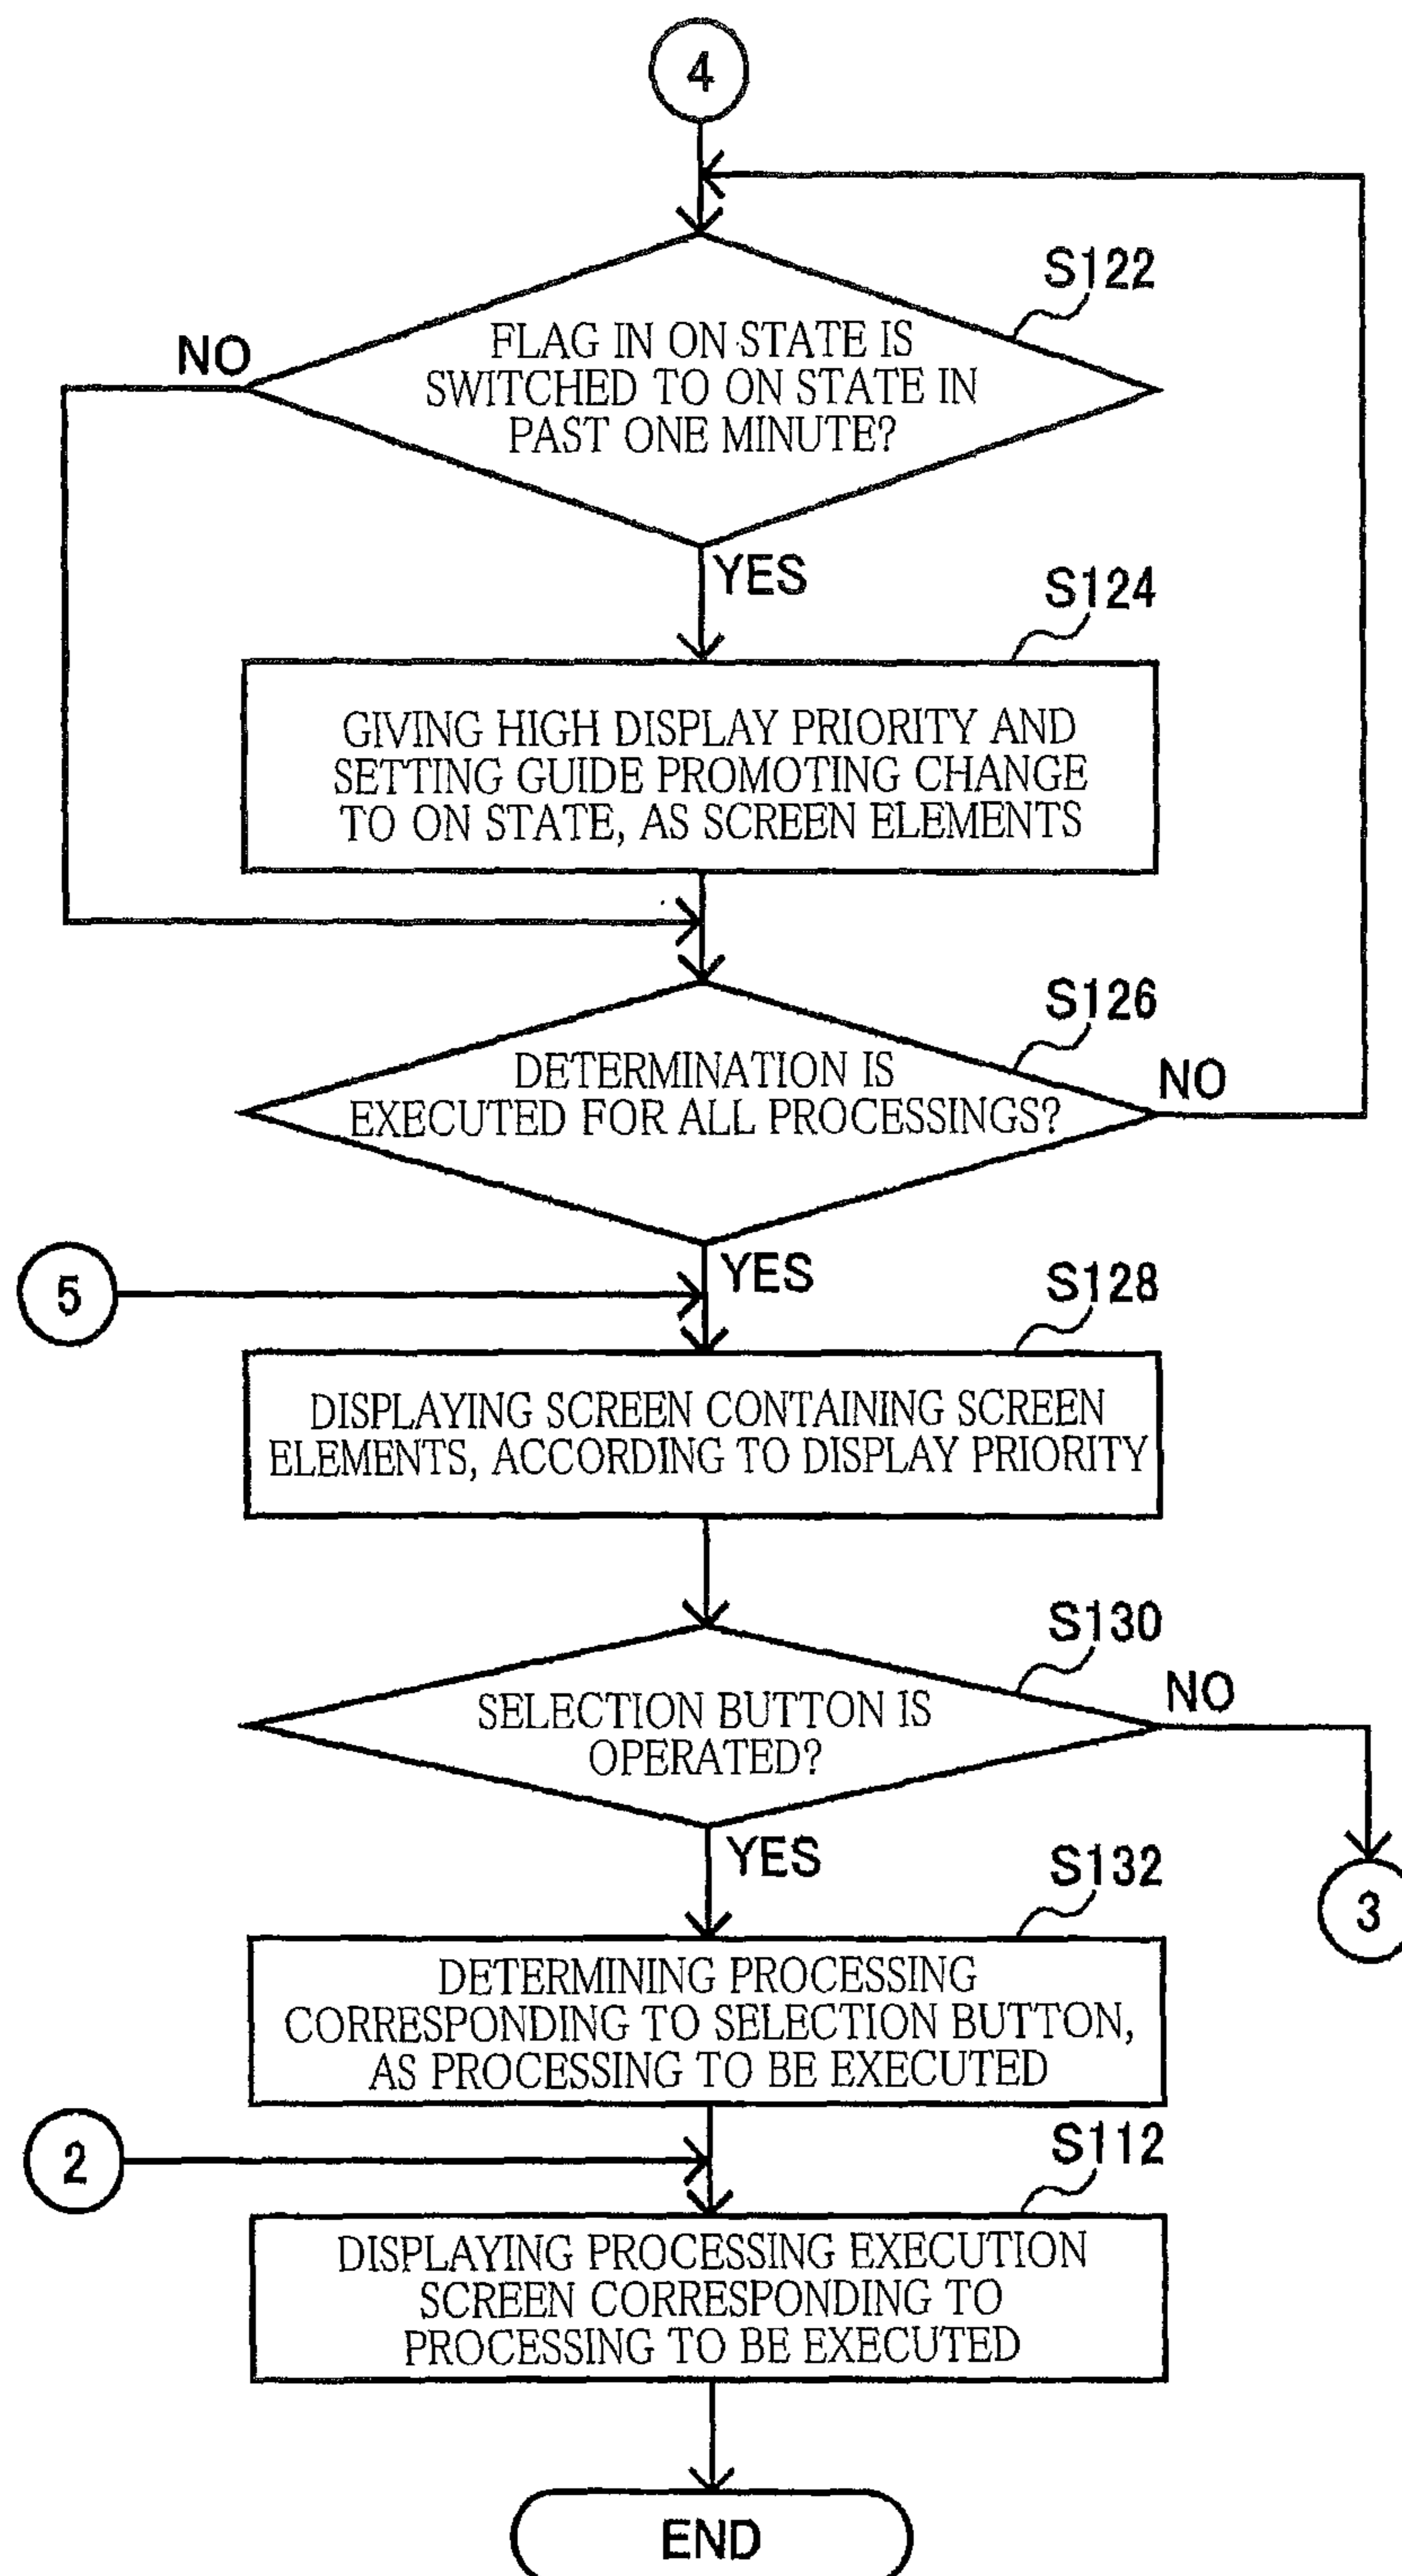 4
S122
NO
FLAG IN ON STATE IS
SWITCHED TO ON STATE IN
PAST ONE MINUTE?
YES
S124
GIVING HIGH DISPLAY PRIORITY AND
SETTING GUIDE PROMOTING CHANGE
TO ON STATE, AS SCREEN ELEMENTS
S126
DETERMINATION IS
EXECUTED FOR ALL PROCESSINGS?
NO
YES
5
S128
DISPLAYING SCREEN CONTAINING SCREEN
ELEMENTS, ACCORDING TO DISPLAY PRIORITY
S130
SELECTION BUTTON IS
OPERATED?
NO
YES
3
S132
DETERMINING PROCESSING
CORRESPONDING TO SELECTION BUTTON,
AS PROCESSING TO BE EXECUTED
2
S112
DISPLAYING PROCESSING EXECUTION
SCREEN CORRESPONDING TO
PROCESSING TO BE EXECUTED
END